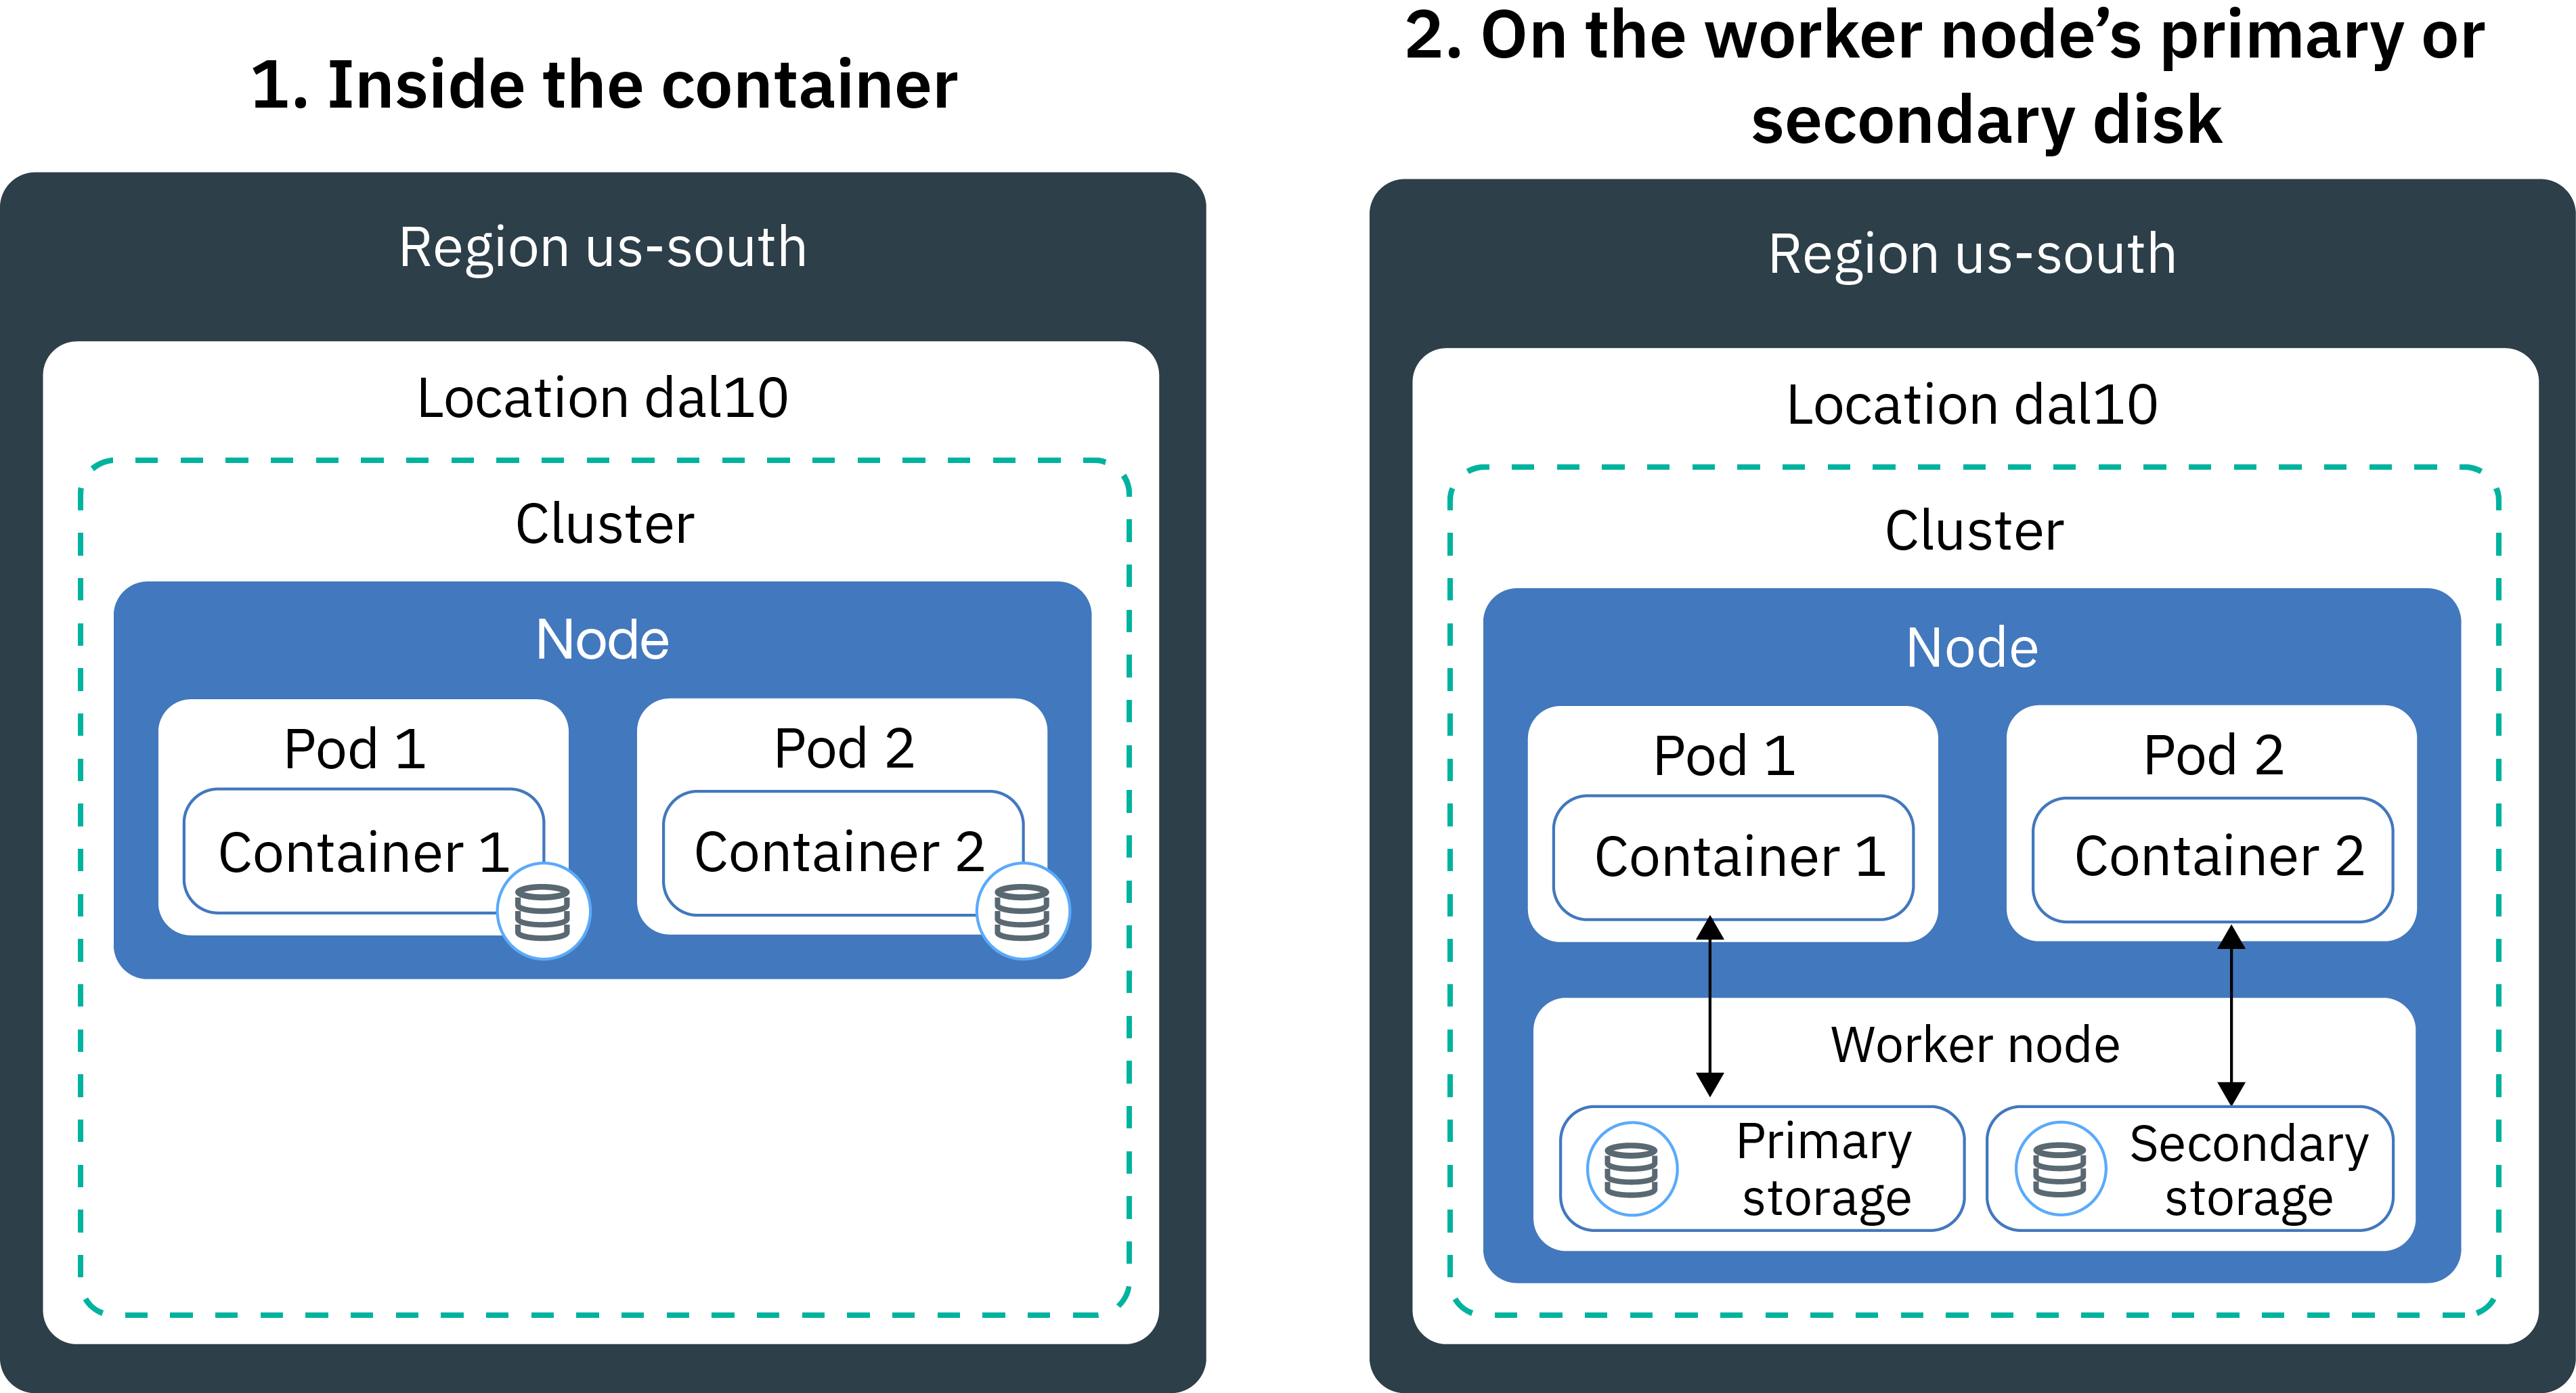 1. Inside the container
Region us-south
Location dal10
Cluster
Node
Pod 1
Container 1
Pod 2
Container 2
2. On the worker node’s primary or
secondary disk
Region us-south
Location dal10
Cluster
Node
Pod 1
Container 1
Pod 2
Container 2
Worker node
Primary
storage
Secondary
storage